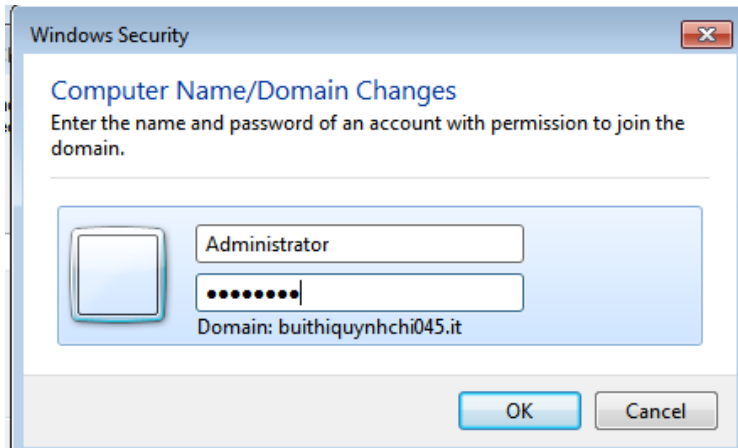 Windows Security
Computer Name/Domain Changes
Enter the name and password of an account with permission to join the
domain.
Administrator
●●●●●●●●
Domain: buithiquynhchi045.it
OK
Cancel